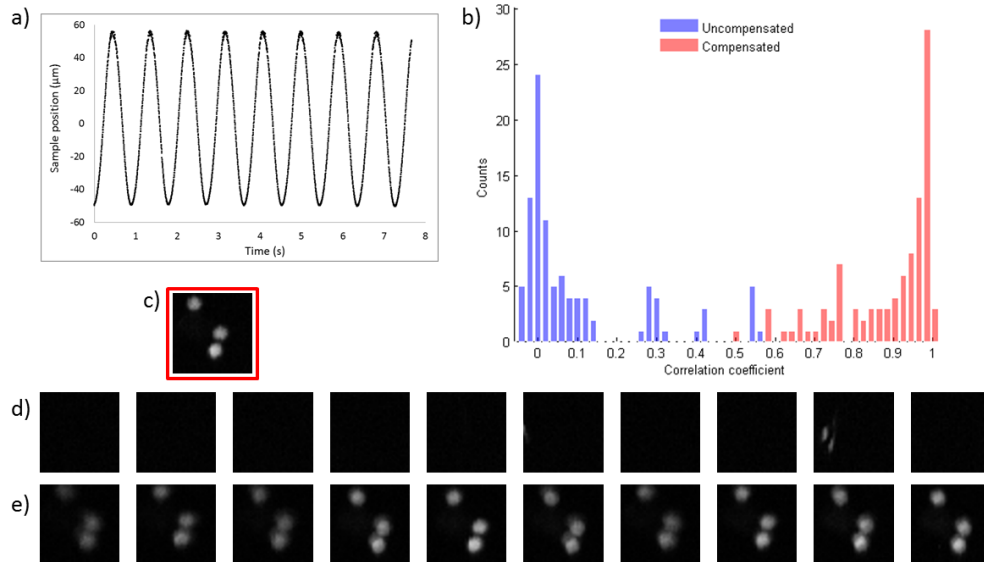 a)
60
40
20
0
-20
-40
-60
Sample position (µm)
0 1 2 3 4 5 6 7 8
Time (s)
b)
Uncompensated
Compensated
30
25
20
15
10
5
0
Counts
0 0.1 0.2 0.3 0.4 0.5 0.6 0.7 0.8 0.9 1
Correlation coefficient
c)
d)
e)